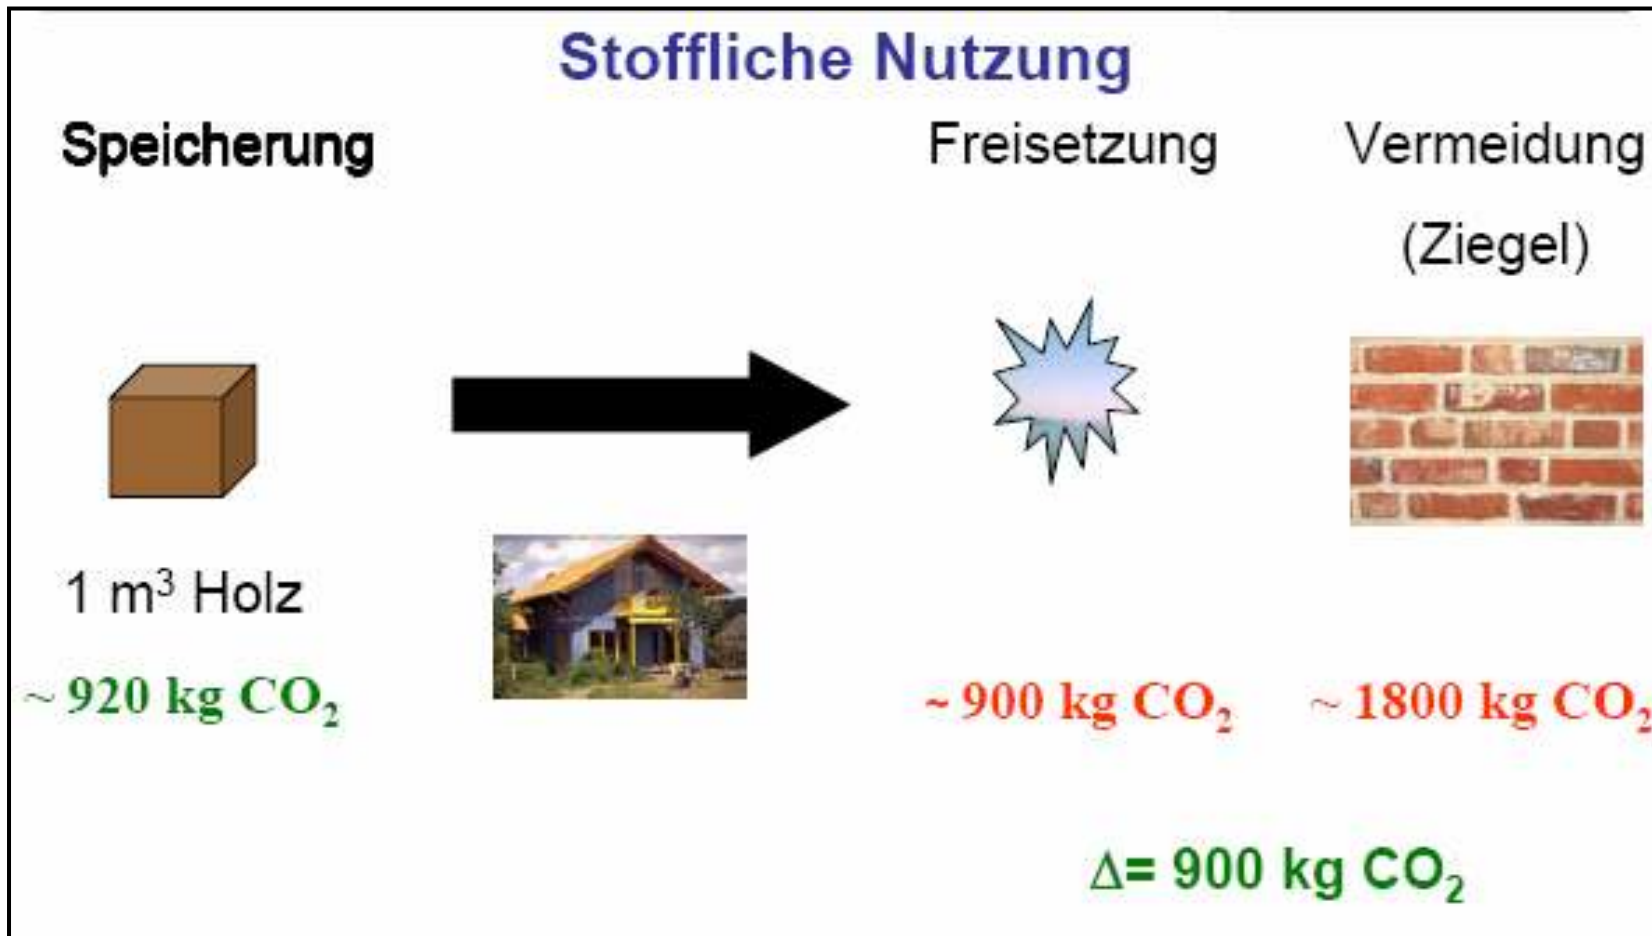 Stoffliche Nutzung
Speicherung Freisetzung Vermeidung
(Ziegel)
1 m³ Holz
~ 920 kg CO₂ ~ 900 kg CO₂ ~ 1800 kg CO₂
Δ= 900 kg CO₂